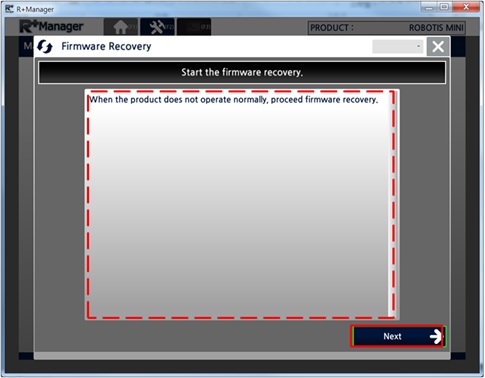 R+Manager
R+Manager
PRODUCT : ROBOTIS MINI
M
Firmware Recovery
Start the firmware recovery.
When the product does not operate normally, proceed firmware recovery.
Next